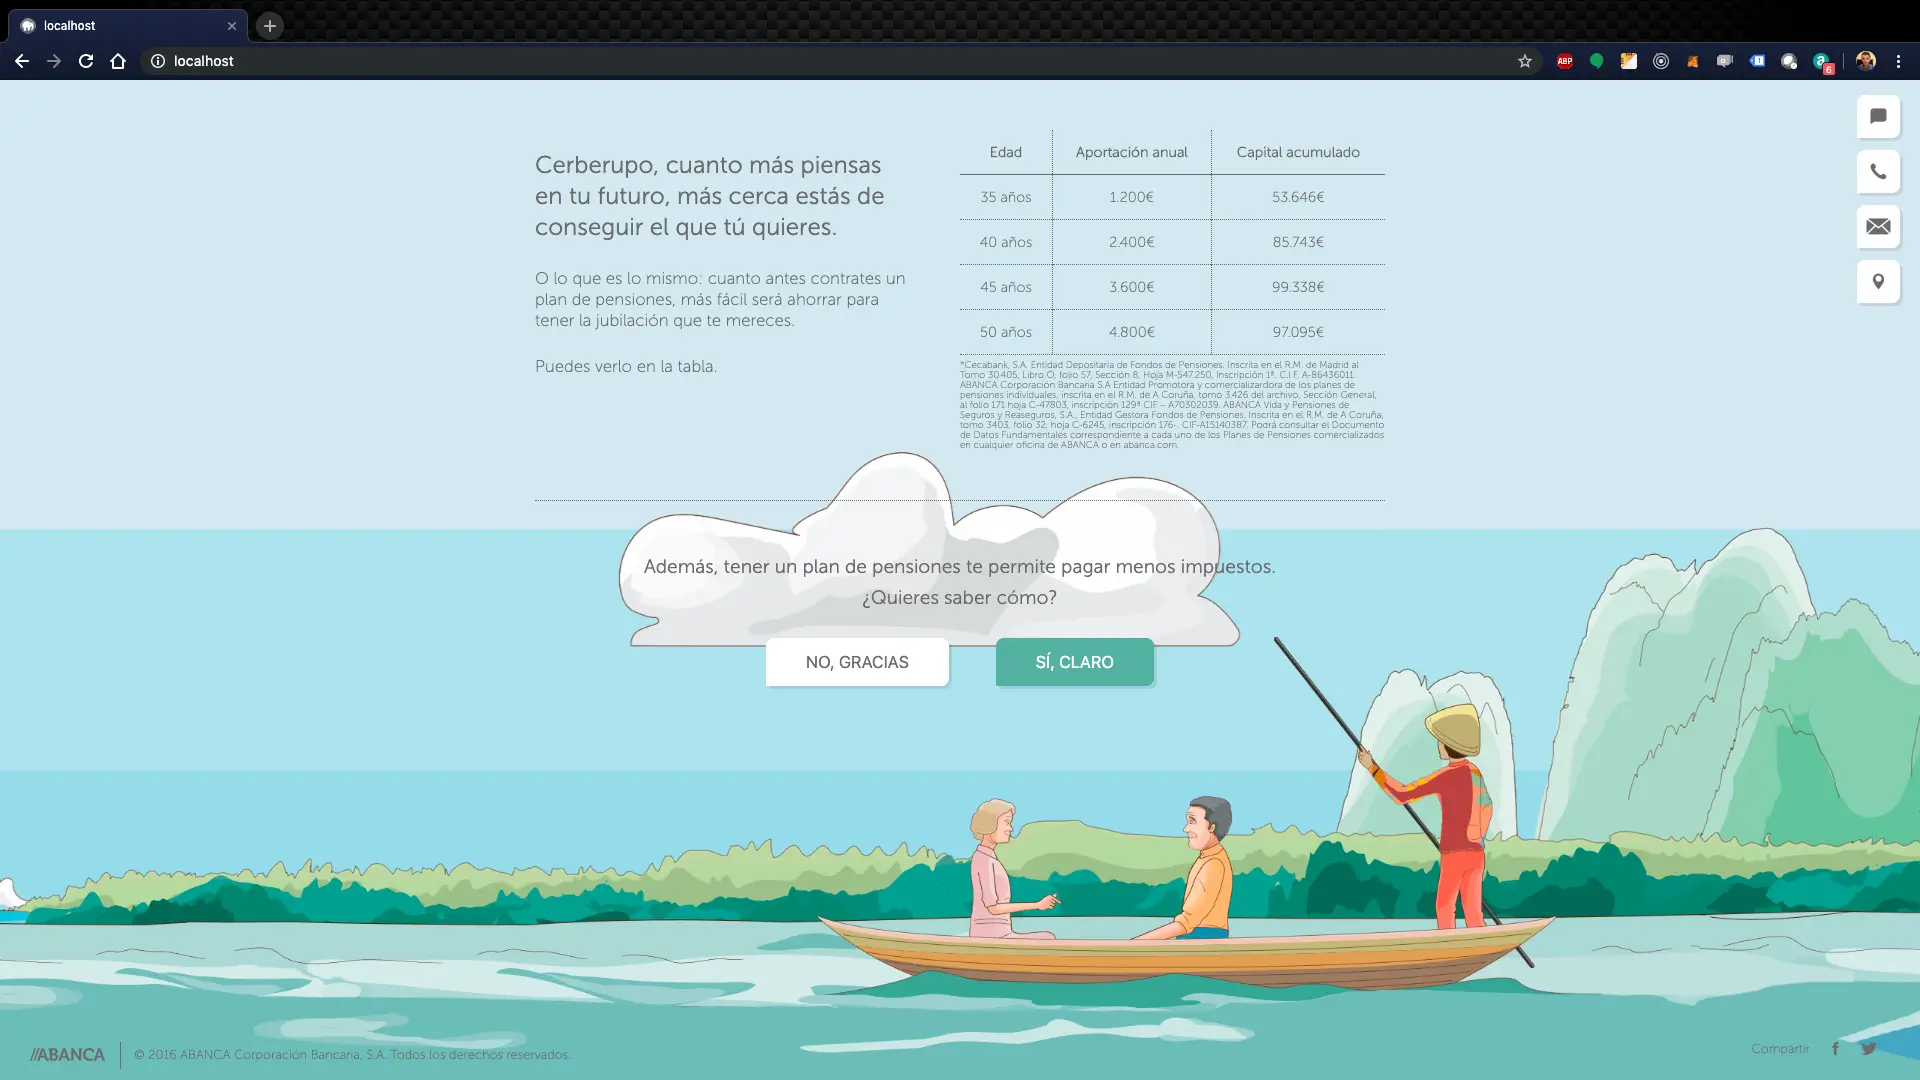 localhost
localhost
ABP
6
Cerberupo, cuanto más piensas
en tu futuro, más cerca estás de
conseguir el que tú quieres.
O lo que es lo mismo: cuanto antes contrates un
plan de pensiones, más fácil será ahorrar para
tener la jubilación que te mereces.
Puedes verlo en la tabla.
Edad Aportación anual Capital acumulado
35 años 1.200€ 53.646€
40 años 2.400€ 85.743€
45 años 3.600€ 99.338€
50 años 4.800€ 97.095€
*Cecabank, S.A. Entidad Depositaria de Fondos de Pensiones. Inscrita en el R.M. de Madrid al
Tomo 30.405, Libro O, folio 57, Sección 8, Hoja M-547.250, Inscripción 1ª. C.I.F. A-86436011.
ABANCA Corporación Bancaria S.A Entidad Promotora y comercializardora de los planes de
pensiones individuales, inscrita en el R.M. de A Coruña, tomo 3.426 del archivo, Sección General,
al folio 171 hoja C-47803, inscripción 129ª CIF – A70302039. ABANCA Vida y Pensiones de
Seguros y Reaseguros, S.A., Entidad Gestora Fondos de Pensiones. Inscrita en el R.M. de A Coruña,
tomo 3403, folio 32, hoja C-6245, inscripción 176-. CIF-A15140387. Podrá consultar el Documento
de Datos Fundamentales correspondiente a cada uno de los Planes de Pensiones comercializados
en cualquier oficina de ABANCA o en abanca.com.
Además, tener un plan de pensiones te permite pagar menos impuestos.
¿Quieres saber cómo?
NO, GRACIAS
SÍ, CLARO
//ABANCA
© 2016 ABANCA Corporación Bancaria, S.A. Todos los derechos reservados.
Compartir